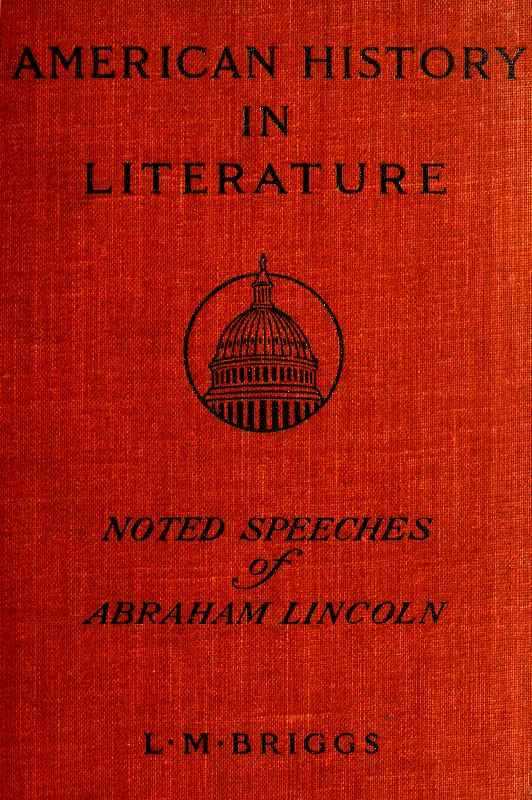 AMERICAN HISTORY
IN
LITERATURE
NOTED SPEECHES
of
ABRAHAM LINCOLN
L·M·BRIGGS